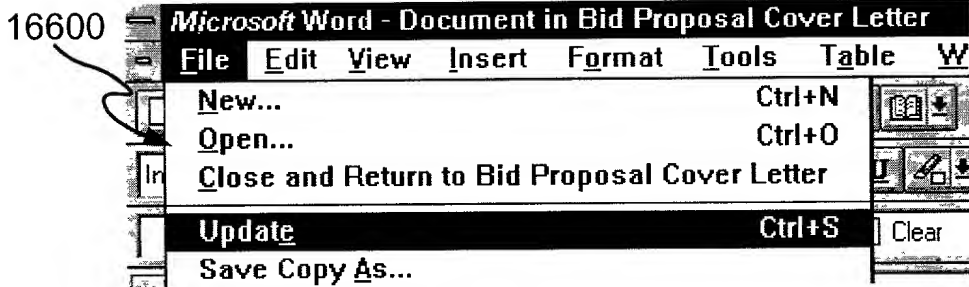 16600
Microsoft Word - Document in Bid Proposal Cover Letter
File Edit View Insert Format Tools Table W
New... Ctrl+N
Open... Ctrl+O
In
Close and Return to Bid Proposal Cover Letter U
Update Ctrl+S Clear
Save Copy As...